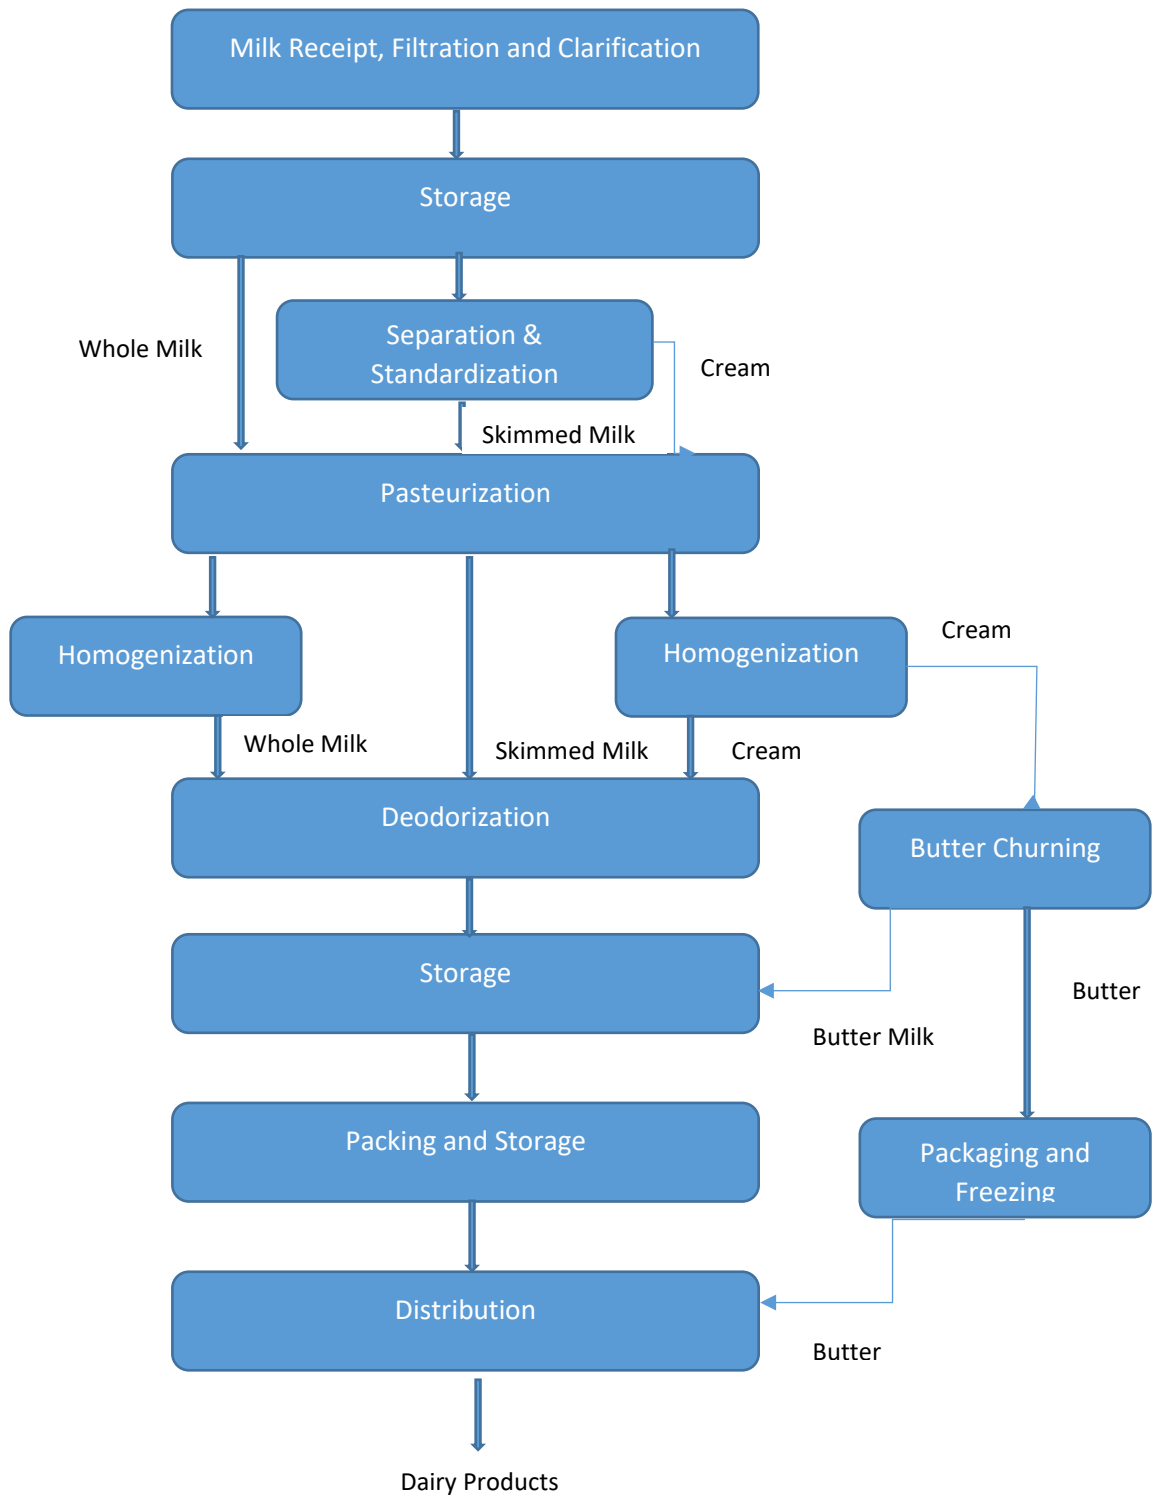 Milk Receipt, Filtration and Clarification
Storage
Whole Milk
Separation &
Standardization
Cream
Skimmed Milk
Pasteurization
Homogenization
Homogenization
Cream
Whole Milk
Skimmed Milk
Cream
Deodorization
Butter Churning
Storage
Butter
Butter Milk
Packing and Storage
Packaging and
Freezing
Distribution
Butter
Dairy Products